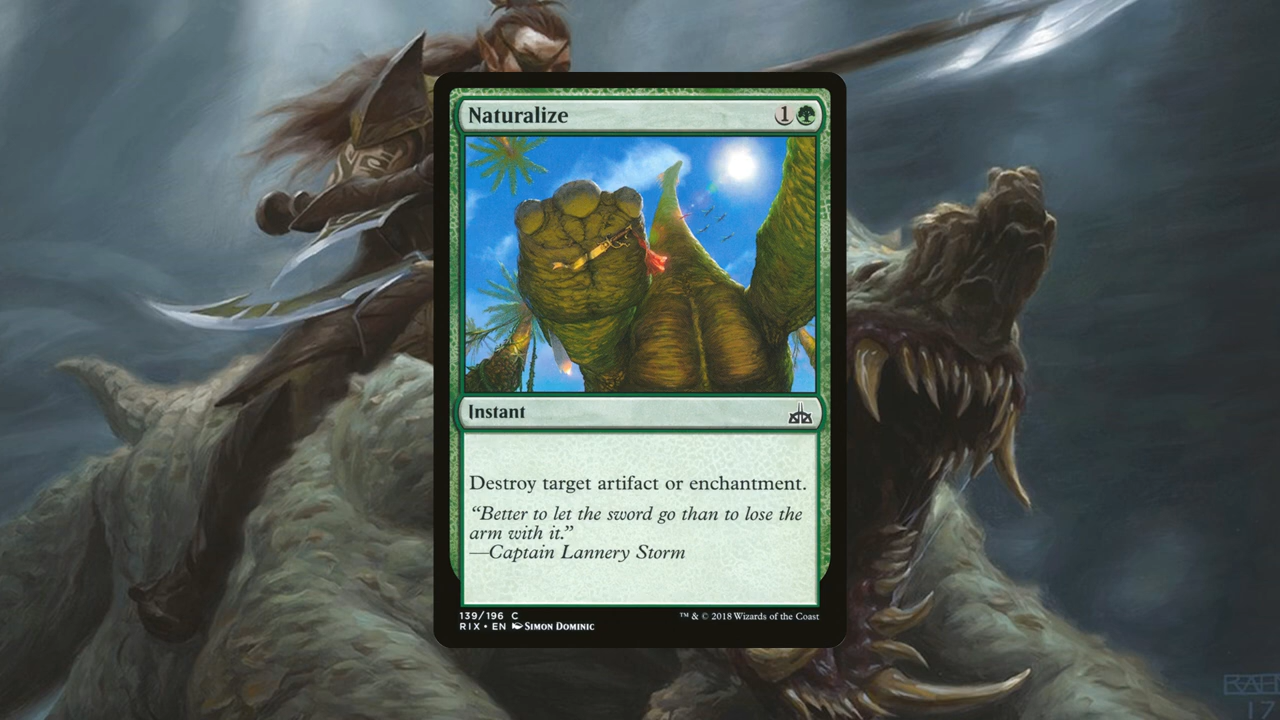 Naturalize 1
Instant
Destroy target artifact or enchantment.
“Better to let the sword go than to lose the
arm with it.”
—Captain Lannery Storm
139/196 C
RIX • EN Simon Dominic
™ & © 2018 Wizards of the Coast
17